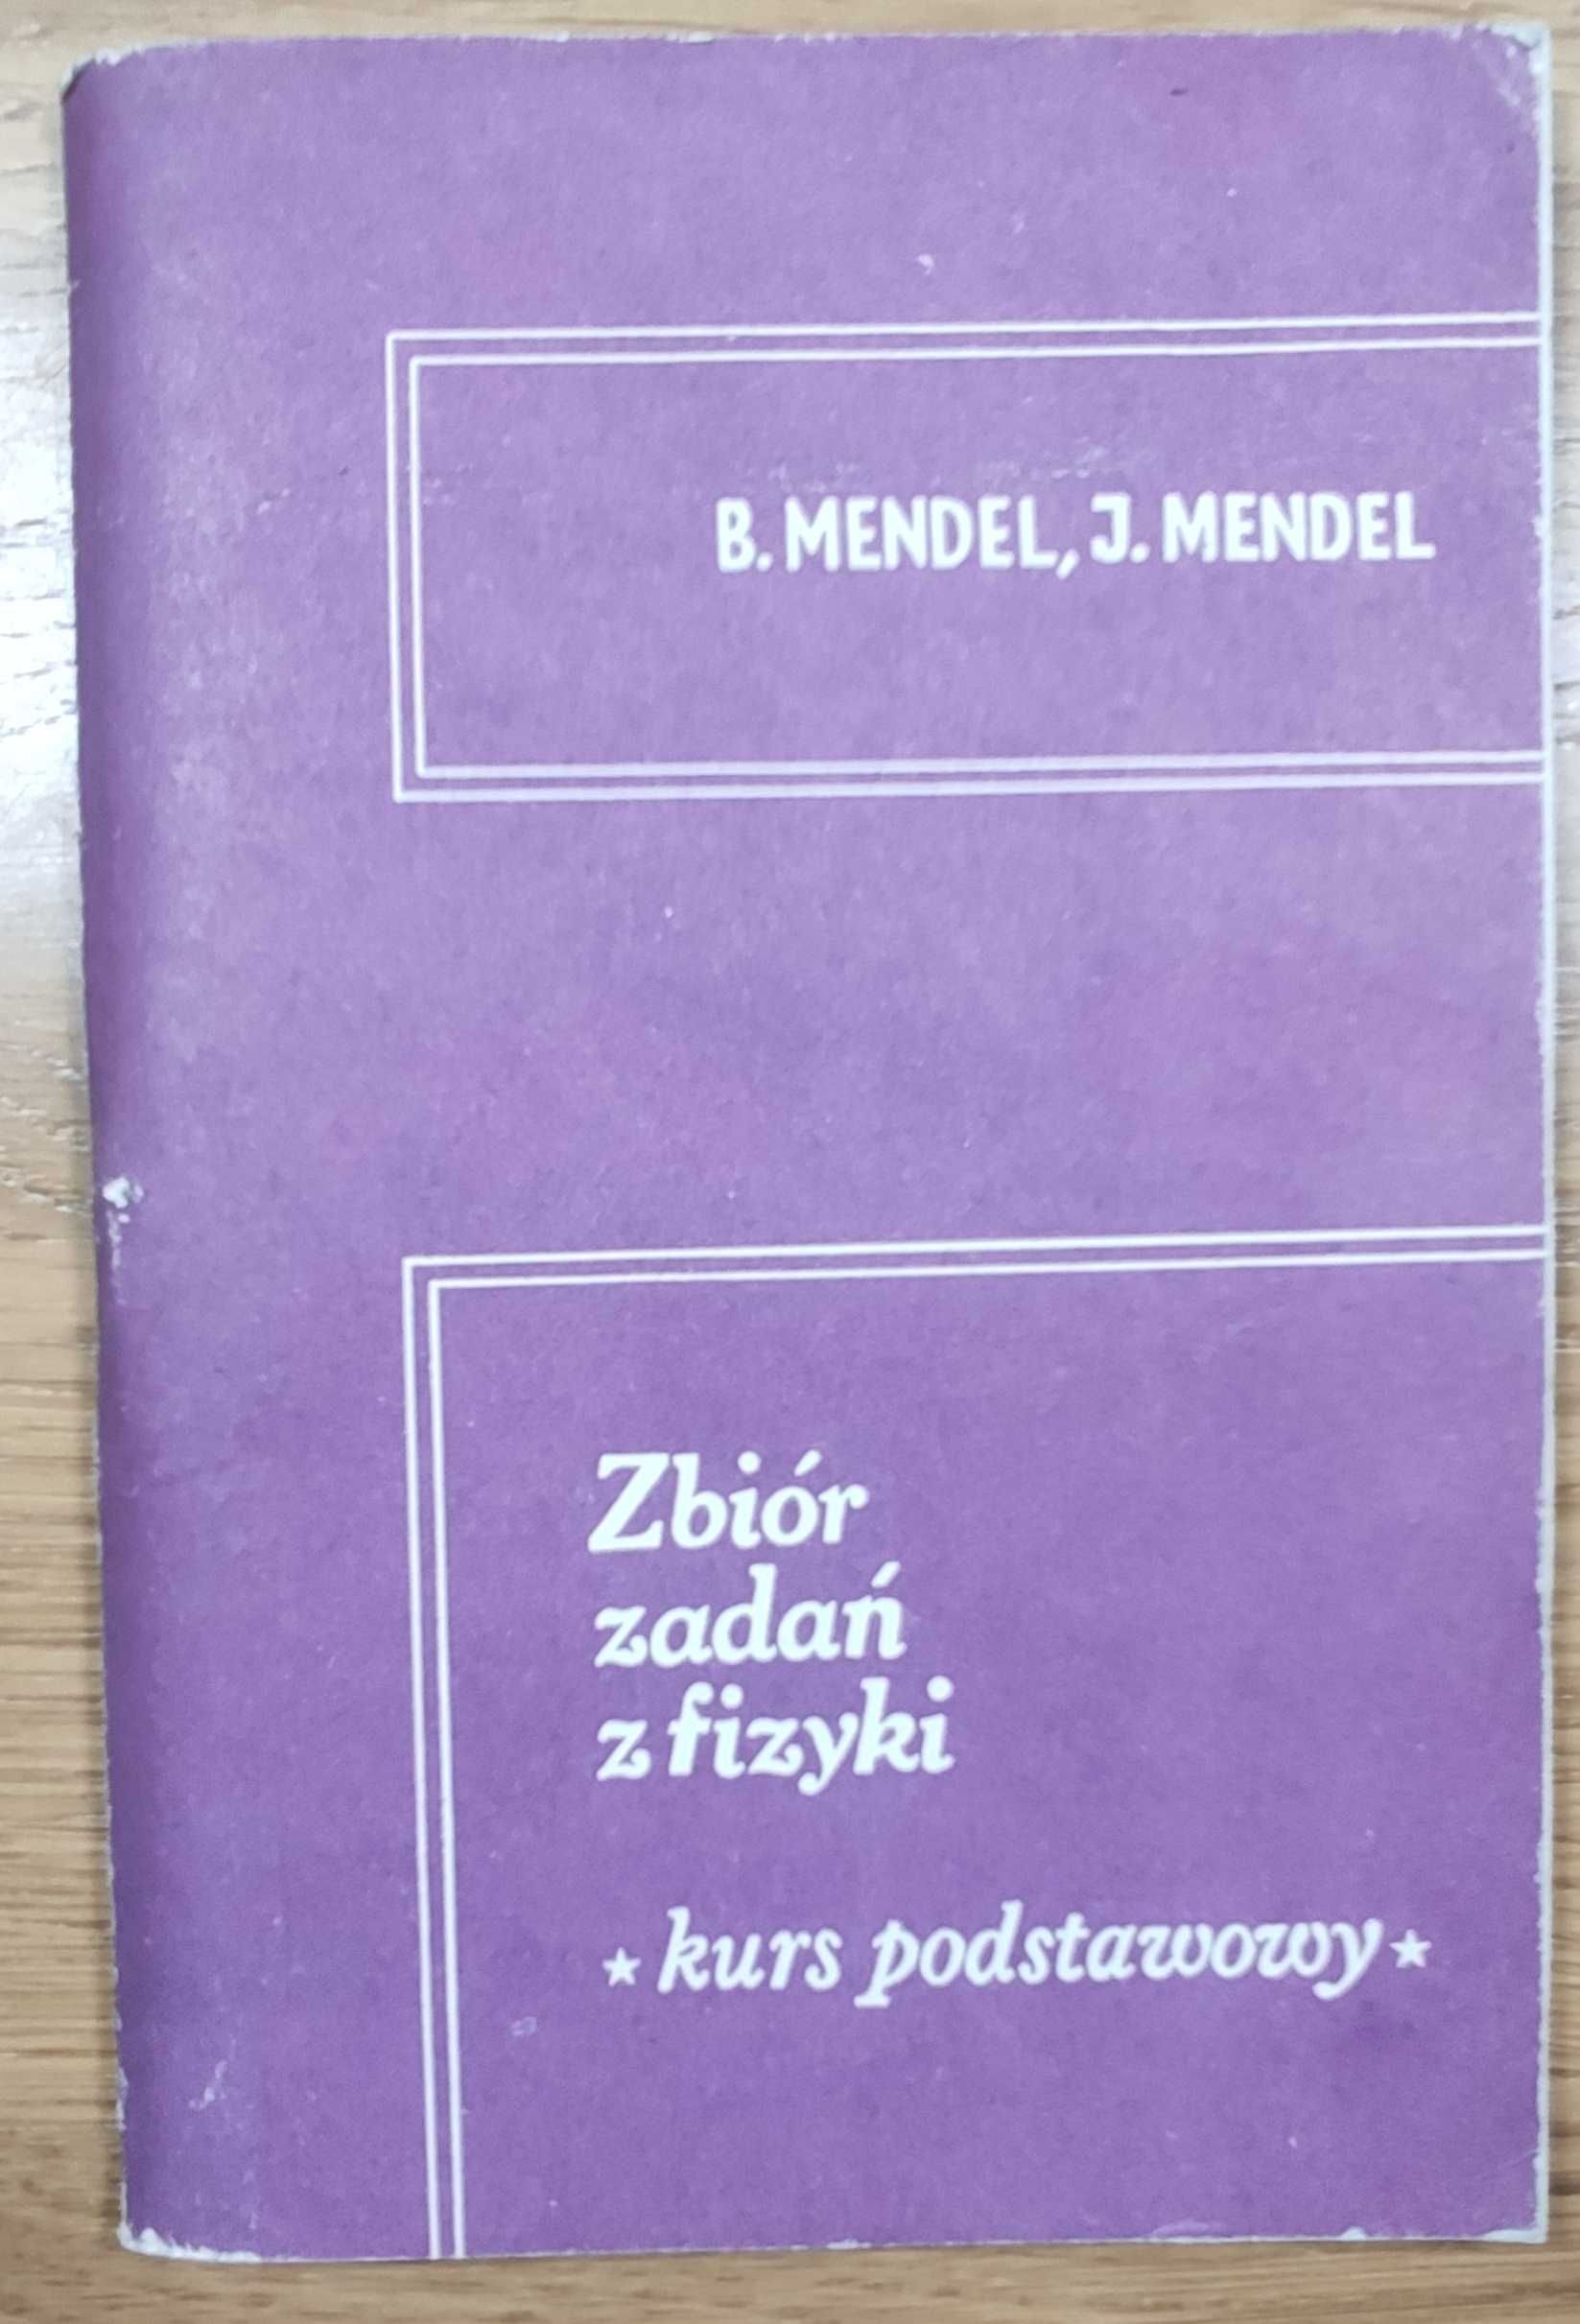 B. MENDEL, J. MENDEL
Zbiór
zadań
z fizyki
★ kurs podstawowy ★